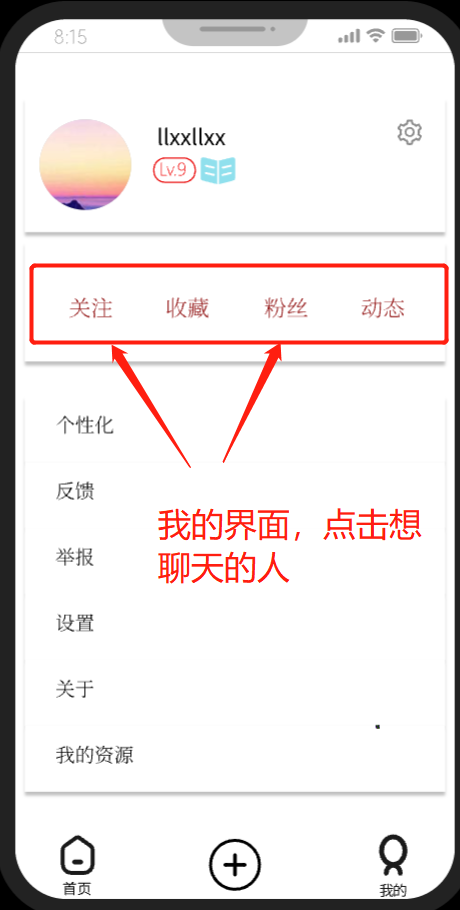 8:15
llxxllxx
Lv.9
关注 收藏 粉丝 动态
个性化
反馈
我的界面，点击想
聊天的人
举报
设置
关于
我的资源
首页 我的